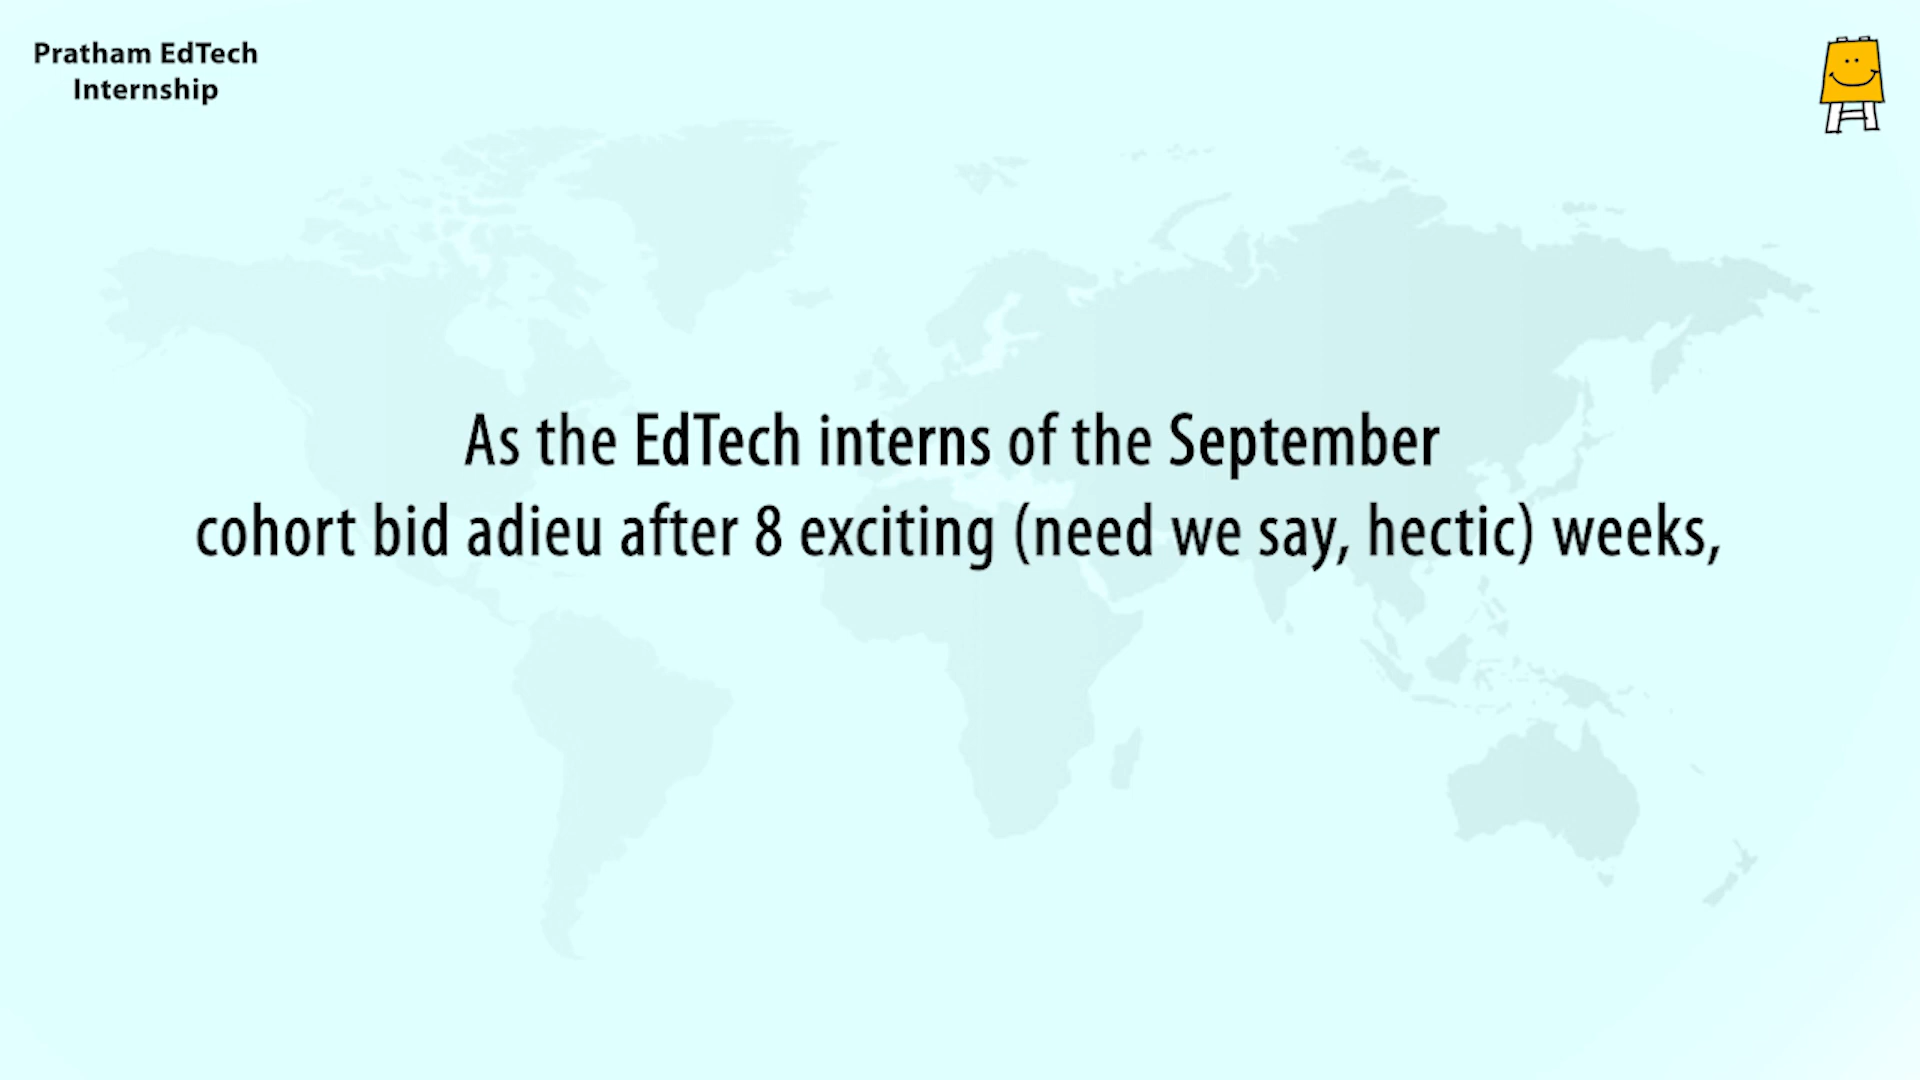 Pratham EdTech
Internship
As the EdTech interns of the September
cohort bid adieu after 8 exciting (need we say, hectic) weeks,